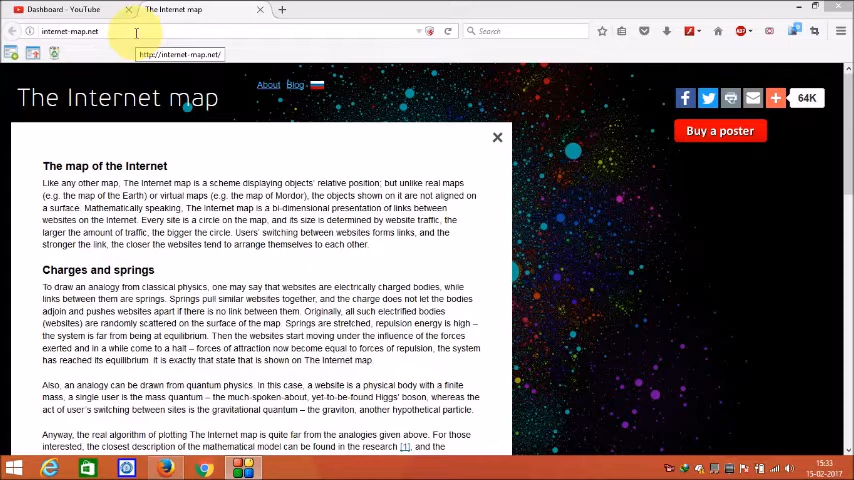 Dashboard - YouTube
The Internet map
internet-map.net
Search
http://internet-map.net/
The Internet map
About Blog
64K
Buy a poster
The map of the Internet
Like any other map, The Internet map is a scheme displaying objects' relative position; but unlike real maps
(e.g. the map of the Earth) or virtual maps (e.g. the map of Mordor), the objects shown on it are not aligned on
a surface. Mathematically speaking, The Internet map is a bi-dimensional presentation of links between
websites on the Internet. Every site is a circle on the map, and its size is determined by website traffic, the
larger the amount of traffic, the bigger the circle. Users' switching between websites forms links, and the
stronger the link, the closer the websites tend to arrange themselves to each other.
Charges and springs
To draw an analogy from classical physics, one may say that websites are electrically charged bodies, while
links between them are springs. Springs pull similar websites together, and the charge does not let the bodies
adjoin and pushes websites apart if there is no link between them. Originally, all such electrified bodies
(websites) are randomly scattered on the surface of the map. Springs are stretched, repulsion energy is high –
the system is far from being at equilibrium. Then the websites start moving under the influence of the forces
exerted and in a while come to a halt – forces of attraction now become equal to forces of repulsion, the system
has reached its equilibrium. It is exactly that state that is shown on The Internet map.
Also, an analogy can be drawn from quantum physics. In this case, a website is a physical body with a finite
mass, a single user is the mass quantum – the much-spoken-about, yet-to-be-found Higgs' boson, whereas the
act of user's switching between sites is the gravitational quantum – the graviton, another hypothetical particle.
Anyway, the real algorithm of plotting The Internet map is quite far from the analogies given above. For those
interested, the closest description of the mathematical model can be found in the research [1], and the
15:33
15-02-2017